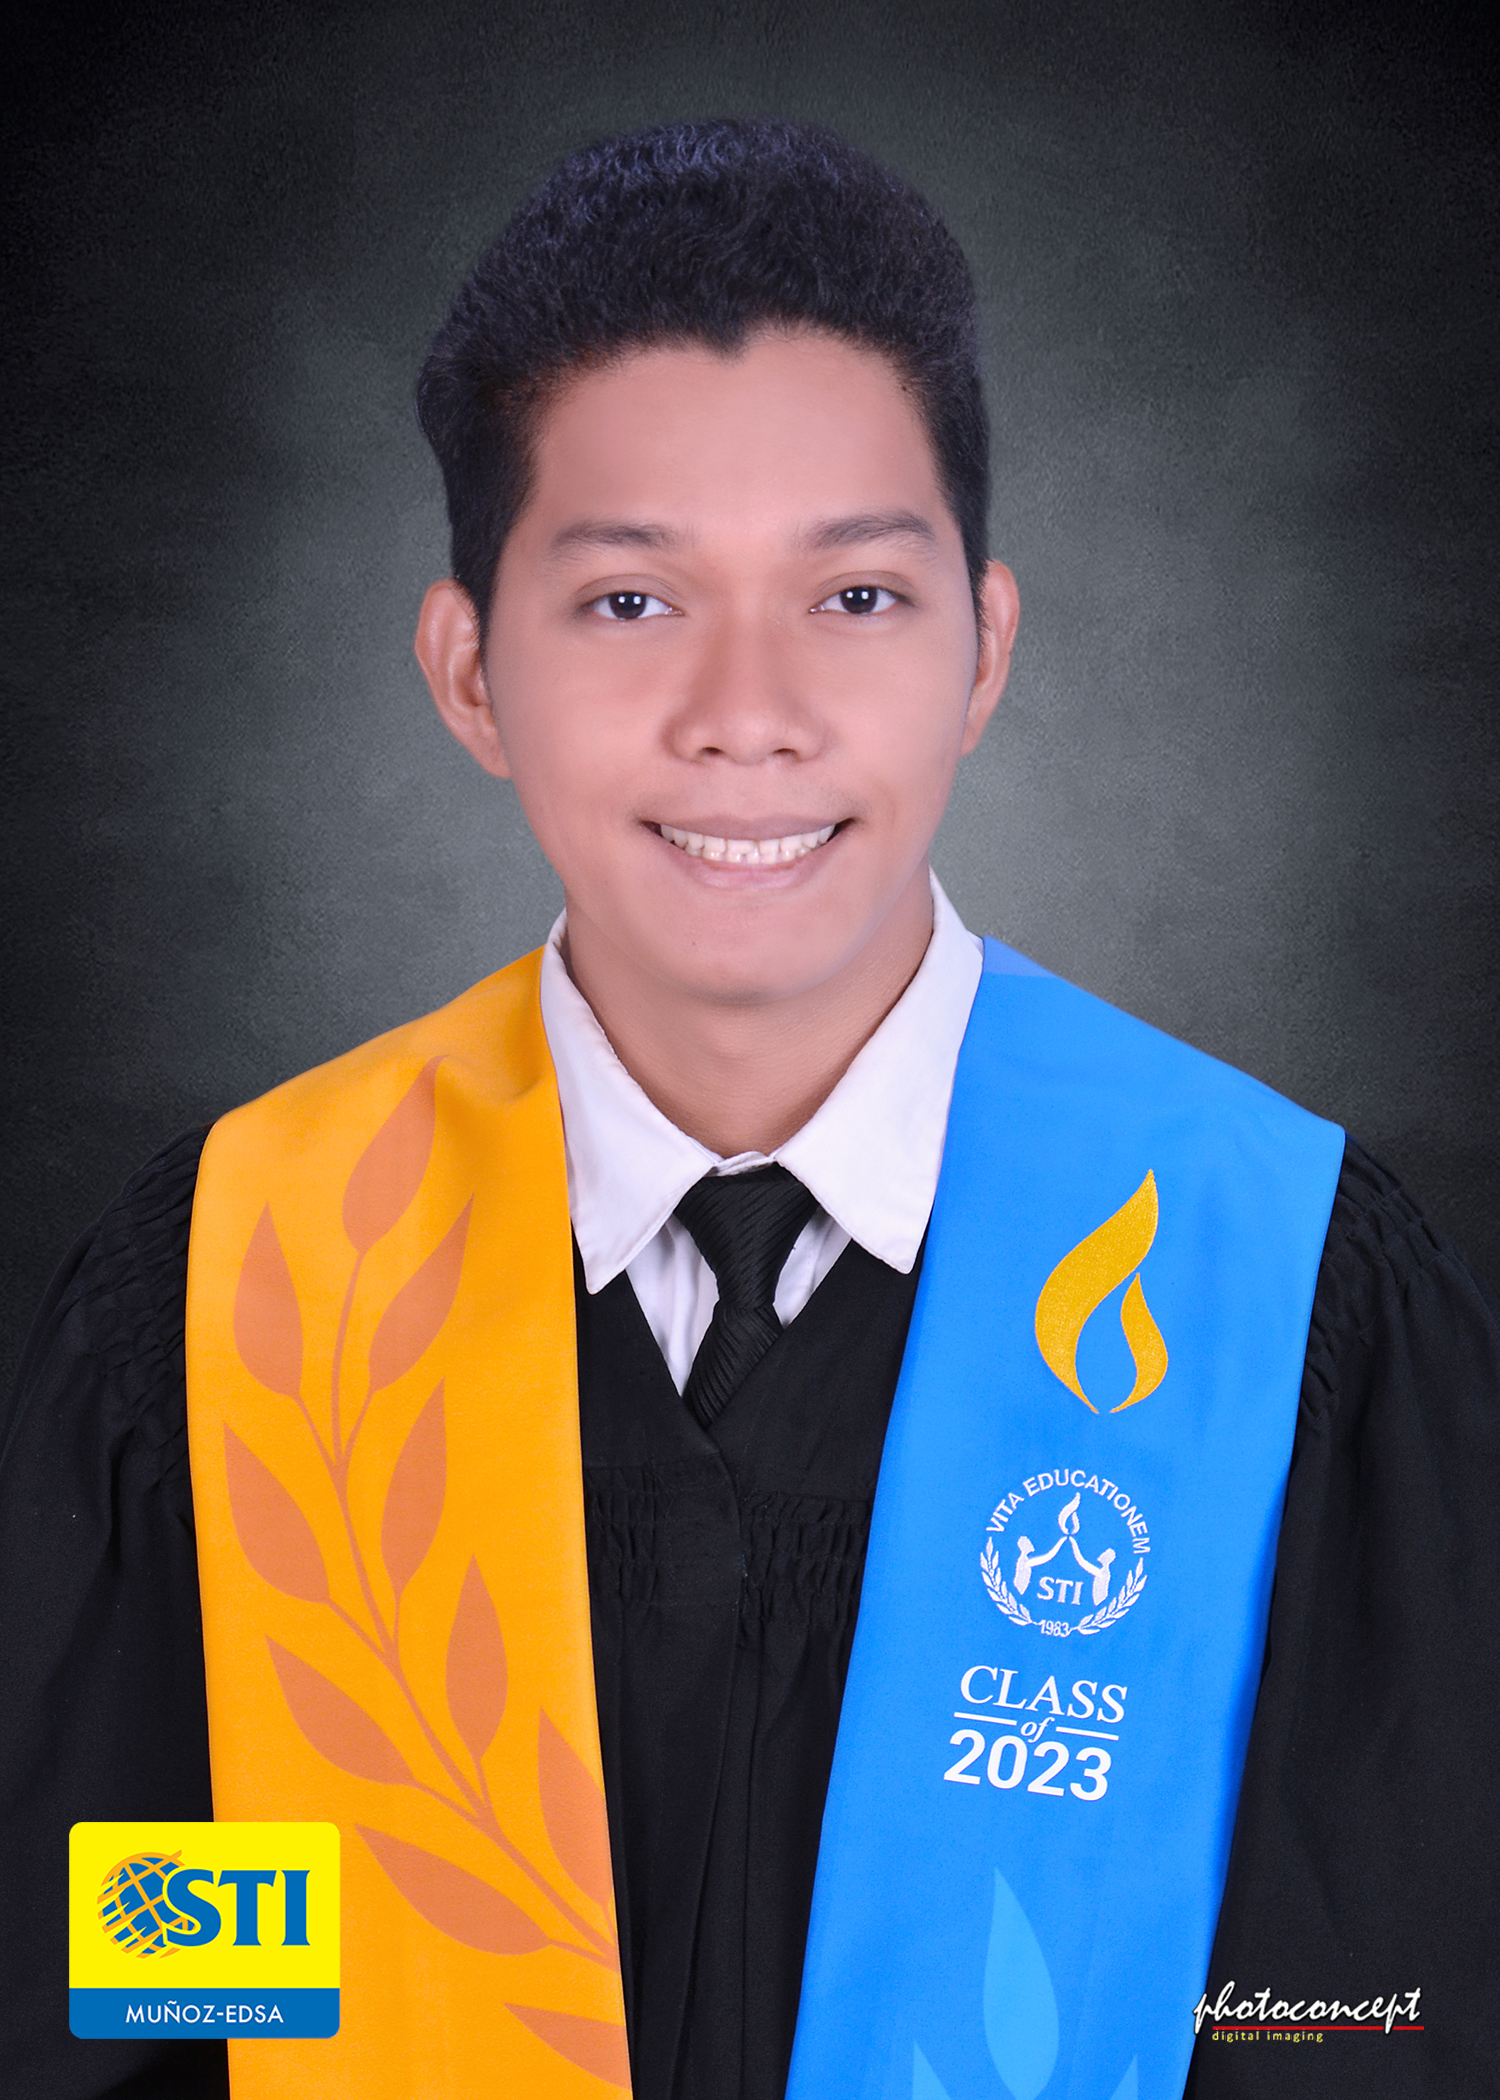 VITA EDUCATIONEM
STI
1983
CLASS
of
2023
STI
MUÑOZ-EDSA
photoconcept
digital imaging